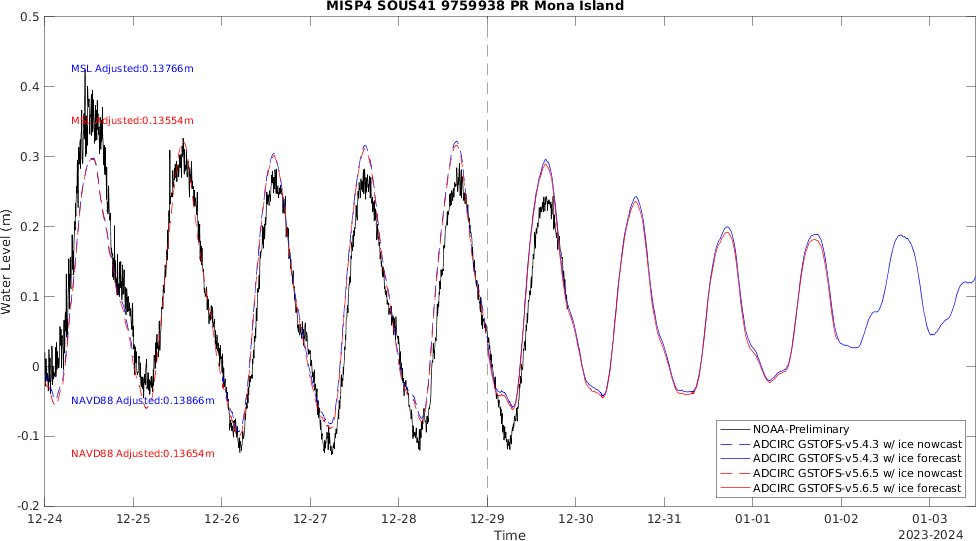 MISP4 SOUS41 9759938 PR Mona Island
0.5
0.4
0.3
0.2
0.1
0
-0.1
-0.2
Water Level (m)
MSL Adjusted:0.13766m
MSL Adjusted:0.13554m
NAVD88 Adjusted:0.13866m
NAVD88 Adjusted:0.13654m
NOAA-Preliminary
ADCIRC GSTOFS-v5.4.3 w/ ice nowcast
ADCIRC GSTOFS-v5.4.3 w/ ice forecast
ADCIRC GSTOFS-v5.6.5 w/ ice nowcast
ADCIRC GSTOFS-v5.6.5 w/ ice forecast
12-24 12-25 12-26 12-27 12-28 12-29 12-30 12-31 01-01 01-02 01-03
Time
2023-2024